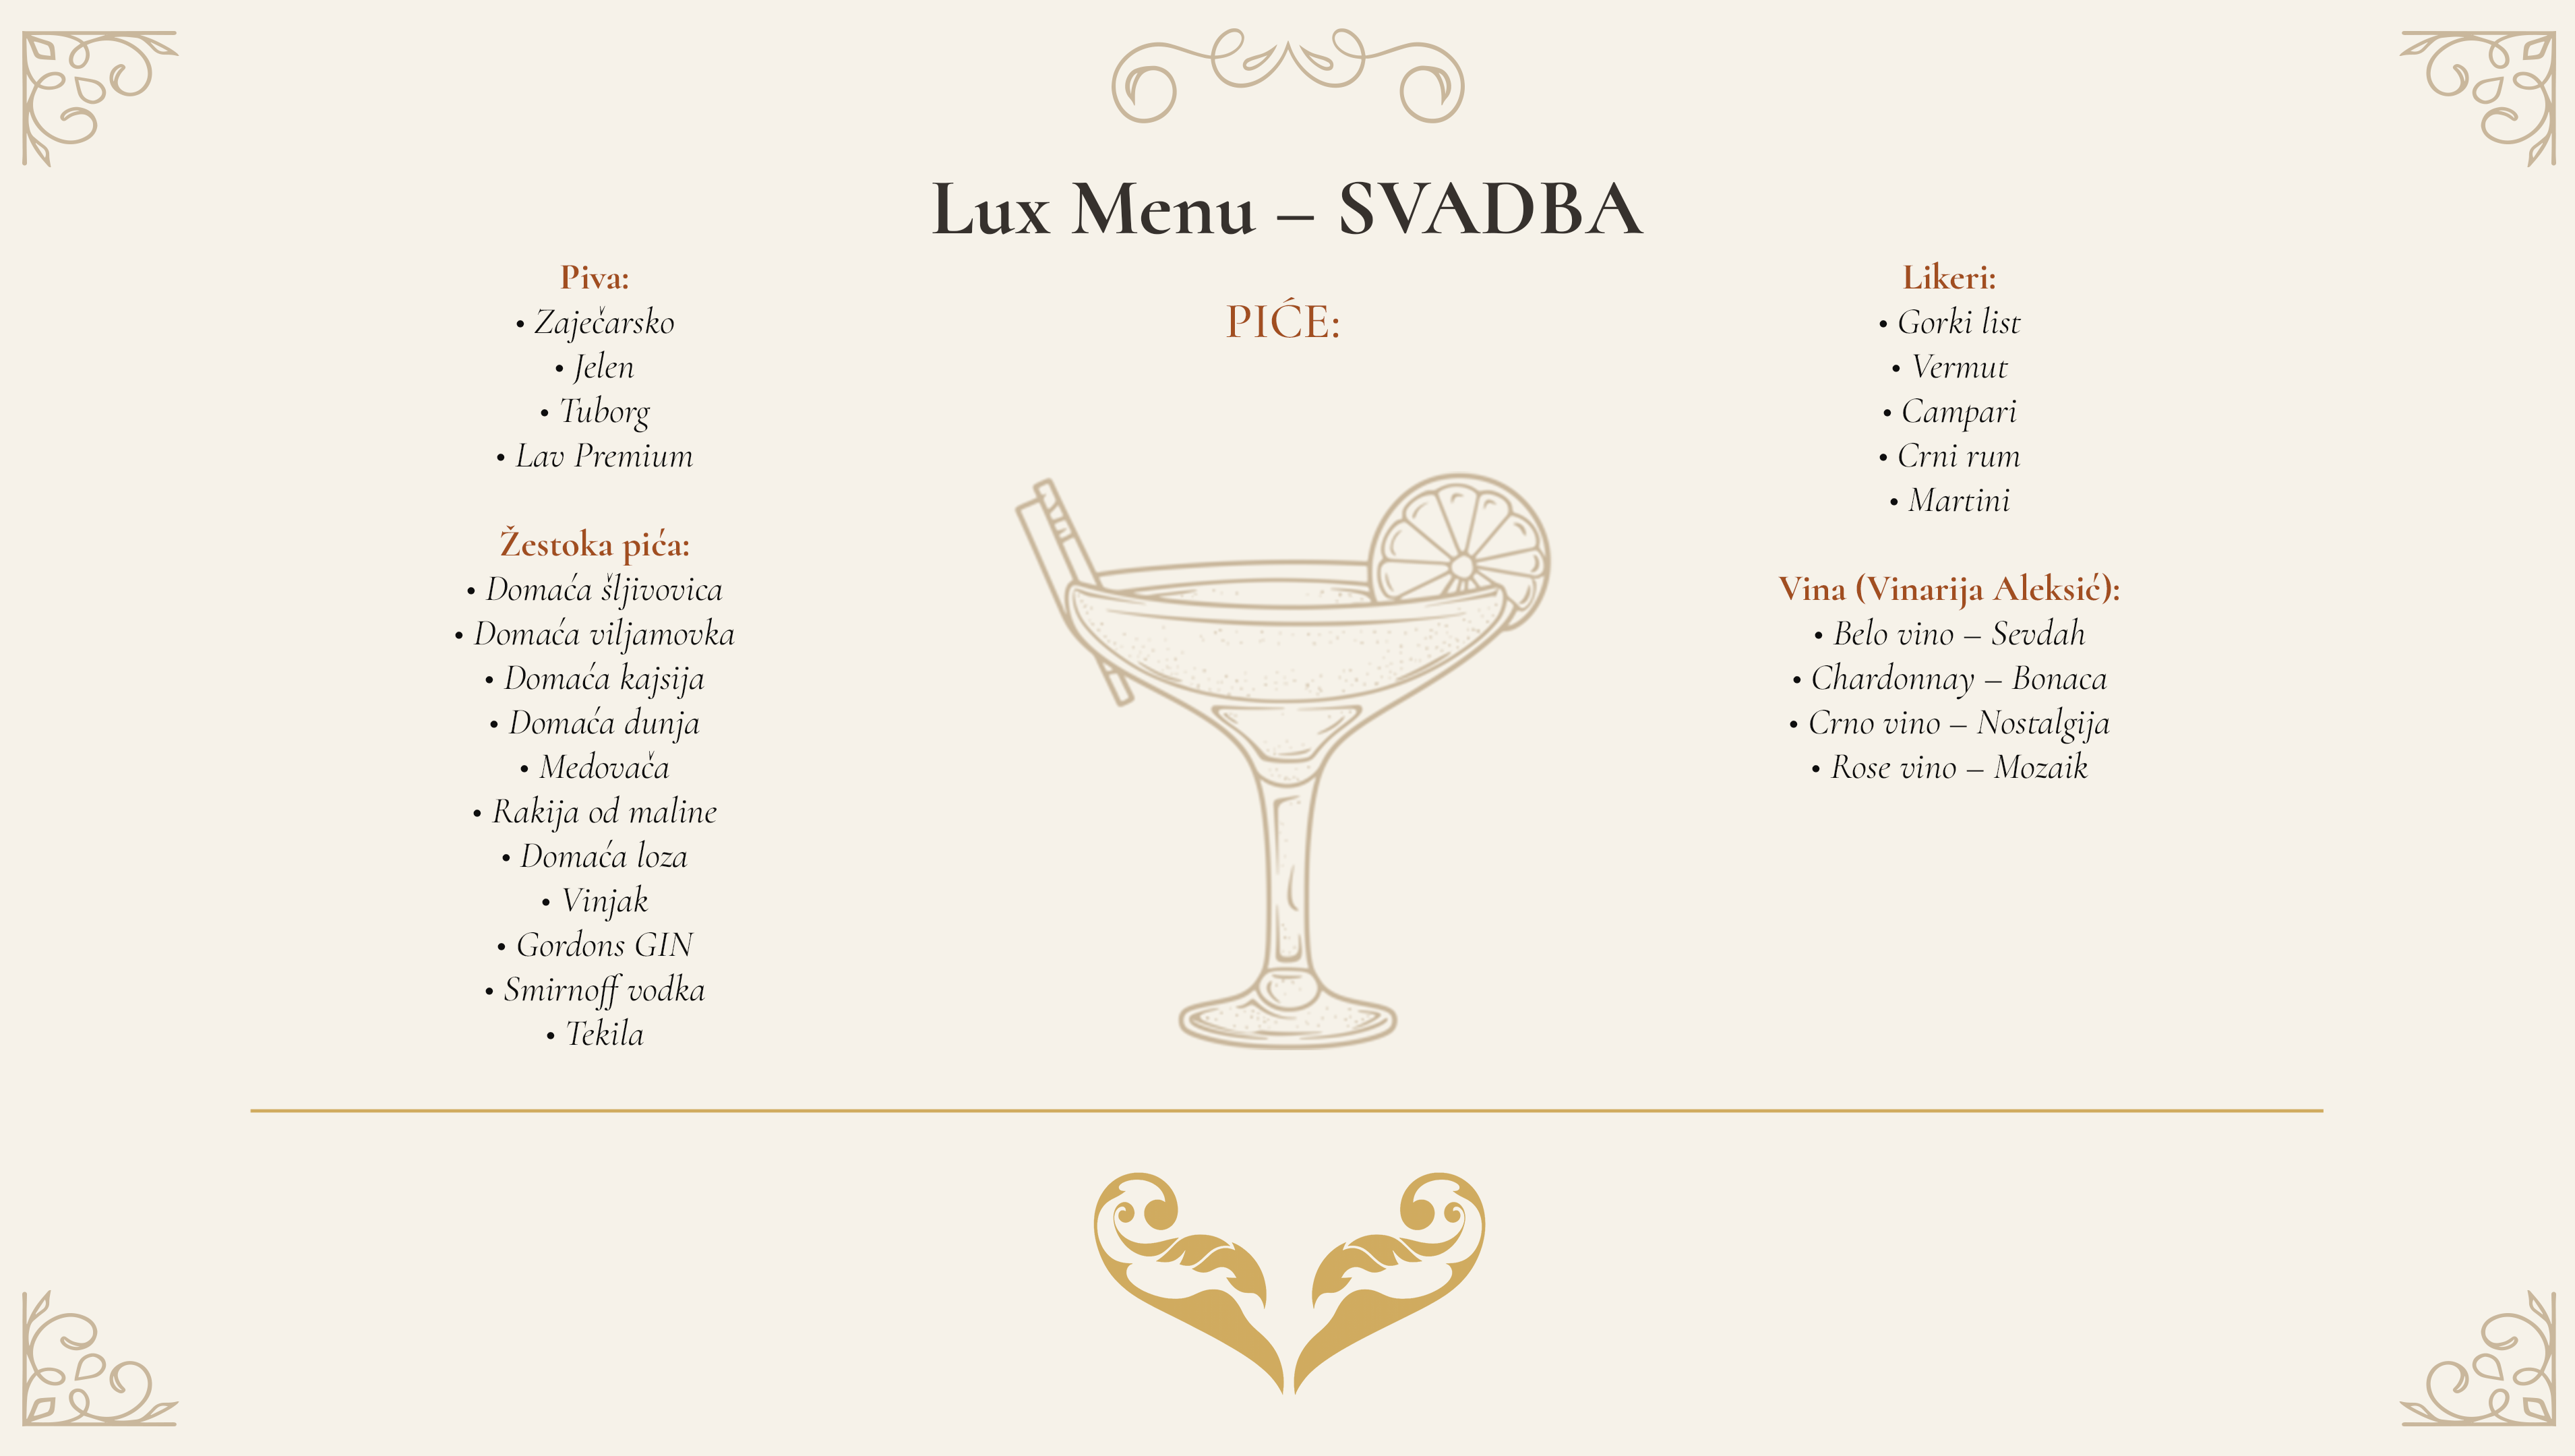 Lux Menu – SVADBA
PIĆE:
Piva:
• Zaječarsko
• Jelen
• Tuborg
• Lav Premium
Žestoka pića:
• Domaća šljivovica
• Domaća viljamovka
• Domaća kajsija
• Domaća dunja
• Medovača
• Rakija od maline
• Domaća loza
• Vinjak
• Gordons GIN
• Smirnoff vodka
• Tekila
Likeri:
• Gorki list
• Vermut
• Campari
• Crni rum
• Martini
Vina (Vinarija Aleksić):
• Belo vino – Sevdah
• Chardonnay – Bonaca
• Crno vino – Nostalgija
• Rose vino – Mozaik